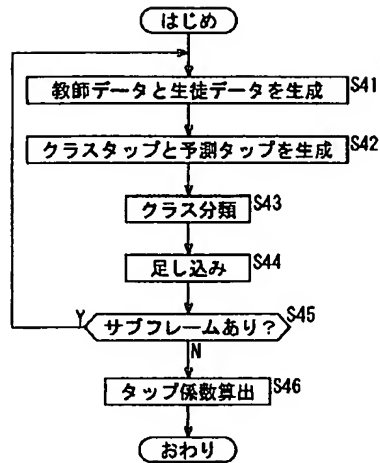 はじめ
教師データと生徒データを生成 S41
クラスタップと予測タップを生成 S42
クラス分類 S43
足し込み S44
サブフレームあり? S45
Y
N
タップ係数算出 S46
おわり